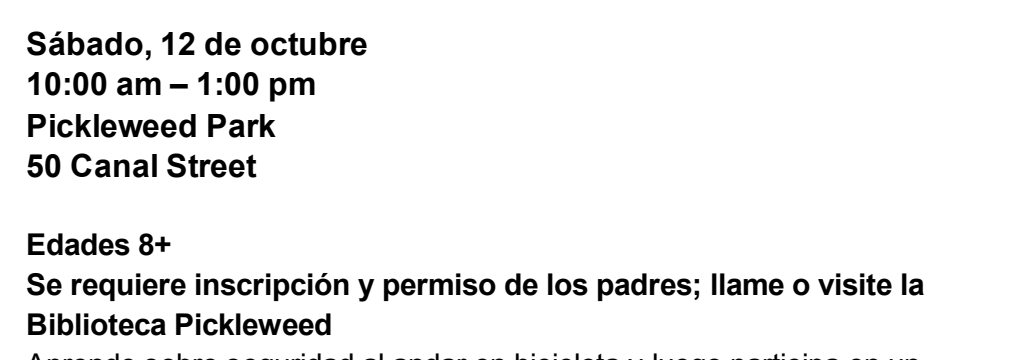 Sábado, 12 de octubre
10:00 am – 1:00 pm
Pickleweed Park
50 Canal Street
Edades 8+
Se requiere inscripción y permiso de los padres; llame o visite la
Biblioteca Pickleweed
Aprende sobre seguridad al andar en bicicleta y luego participa en un